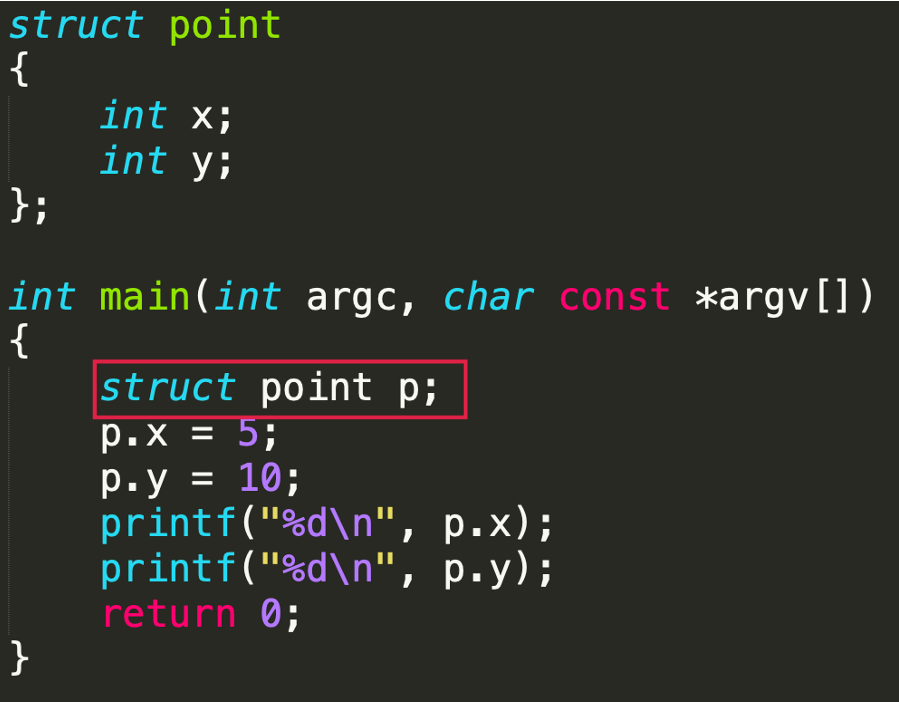 struct point
{
    int x;
    int y;
};

int main(int argc, char const *argv[])
{
    struct point p;
    p.x = 5;
    p.y = 10;
    printf("%d\n", p.x);
    printf("%d\n", p.y);
    return 0;
}